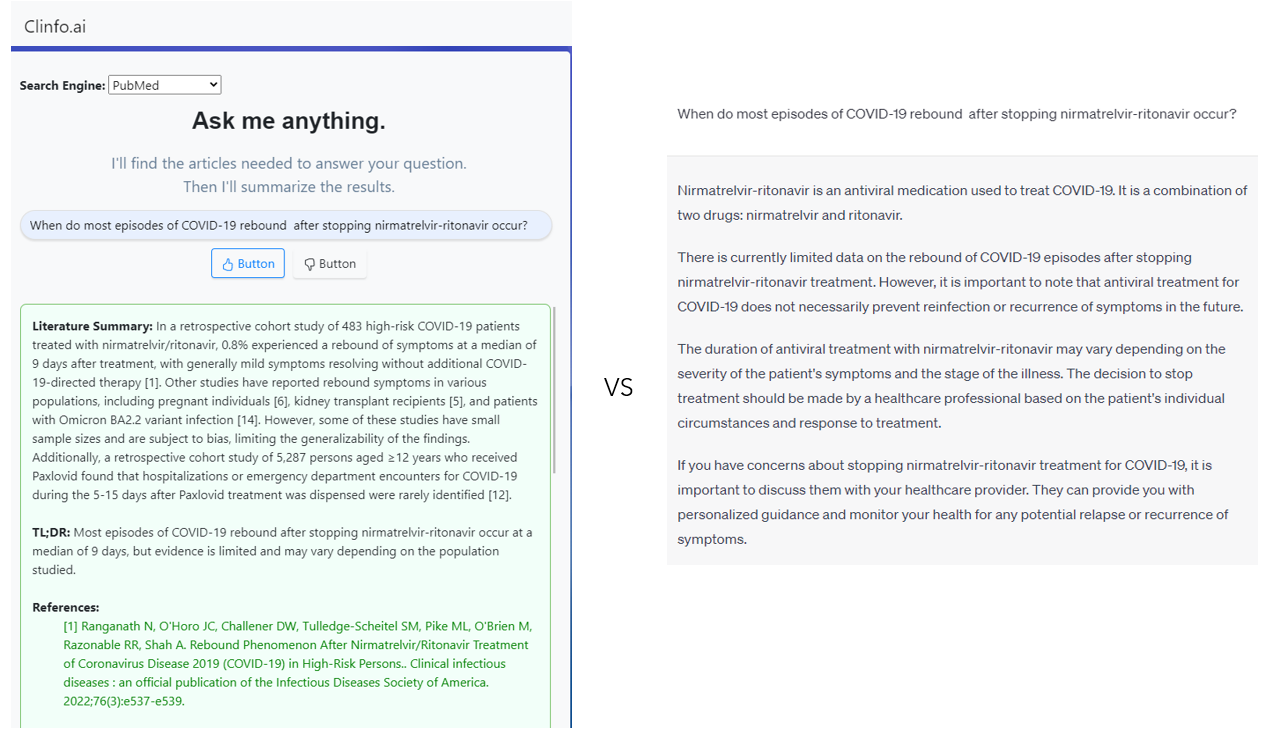 Clinfo.ai
Search Engine: PubMed
Ask me anything.
I'll find the articles needed to answer your question.
Then I'll summarize the results.
When do most episodes of COVID-19 rebound  after stopping nirmatrelvir-ritonavir occur?
Button
Button
Literature Summary: In a retrospective cohort study of 483 high-risk COVID-19 patients
treated with nirmatrelvir/ritonavir, 0.8% experienced a rebound of symptoms at a median of
9 days after treatment, with generally mild symptoms resolving without additional COVID-
19-directed therapy [1]. Other studies have reported rebound symptoms in various
populations, including pregnant individuals [6], kidney transplant recipients [5], and patients
with Omicron BA2.2 variant infection [14]. However, some of these studies have small
sample sizes and are subject to bias, limiting the generalizability of the findings.
Additionally, a retrospective cohort study of 5,287 persons aged ≥12 years who received
Paxlovid found that hospitalizations or emergency department encounters for COVID-19
during the 5-15 days after Paxlovid treatment was dispensed were rarely identified [12].
TL;DR: Most episodes of COVID-19 rebound after stopping nirmatrelvir-ritonavir occur at a
median of 9 days, but evidence is limited and may vary depending on the population
studied.
References:
[1] Ranganath N, O'Horo JC, Challener DW, Tulledge-Scheitel SM, Pike ML, O'Brien M,
Razonable RR, Shah A. Rebound Phenomenon After Nirmatrelvir/Ritonavir Treatment
of Coronavirus Disease 2019 (COVID-19) in High-Risk Persons.. Clinical infectious
diseases : an official publication of the Infectious Diseases Society of America.
2022;76(3):e537-e539.
VS
When do most episodes of COVID-19 rebound  after stopping nirmatrelvir-ritonavir occur?
Nirmatrelvir-ritonavir is an antiviral medication used to treat COVID-19. It is a combination of
two drugs: nirmatrelvir and ritonavir.
There is currently limited data on the rebound of COVID-19 episodes after stopping
nirmatrelvir-ritonavir treatment. However, it is important to note that antiviral treatment for
COVID-19 does not necessarily prevent reinfection or recurrence of symptoms in the future.
The duration of antiviral treatment with nirmatrelvir-ritonavir may vary depending on the
severity of the patient's symptoms and the stage of the illness. The decision to stop
treatment should be made by a healthcare professional based on the patient's individual
circumstances and response to treatment.
If you have concerns about stopping nirmatrelvir-ritonavir treatment for COVID-19, it is
important to discuss them with your healthcare provider. They can provide you with
personalized guidance and monitor your health for any potential relapse or recurrence of
symptoms.